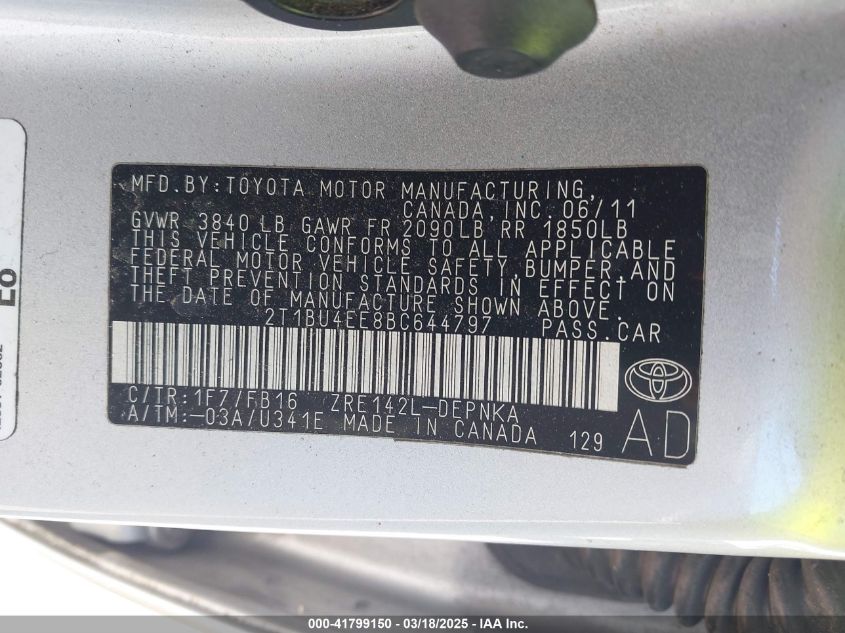 MFD.BY:TOYOTA MOTOR MANUFACTURING,
CANADA, INC. 06/11
GVWR 3840 LB GAWR FR 2090LB RR 1850LB
THIS VEHICLE CONFORMS TO ALL APPLICABLE
FEDERAL MOTOR VEHICLE SAFETY, BUMPER, AND
THEFT PREVENTION STANDARDS IN EFFECT ON
THE DATE OF MANUFACTURE SHOWN ABOVE.
2T1BU4EE8BC644797 PASS.CAR
C/TR:1F7/FB16 ZRE142L-DEPNKA
A/TM:-03A/U341E MADE IN CANADA 129
A.D
000-41799150 - 03/18/2025 - IAA Inc.